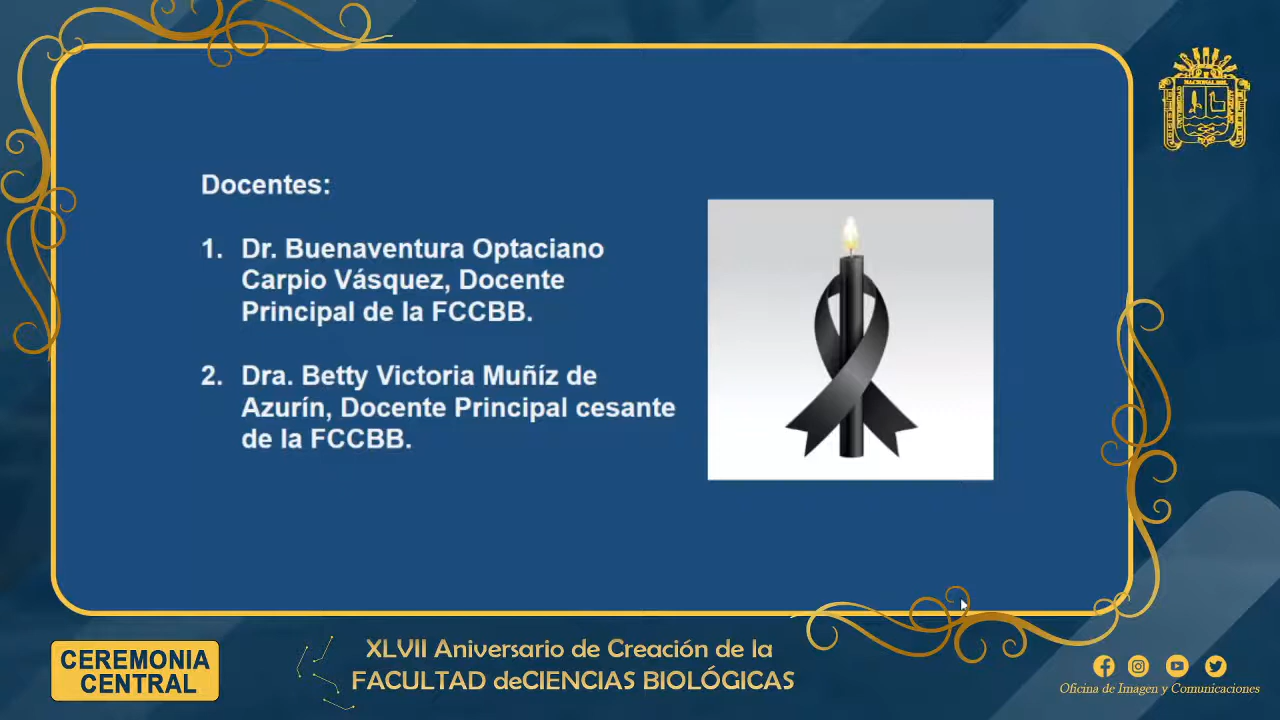 Docentes:
1. Dr. Buenaventura Optaciano
Carpio Vásquez, Docente
Principal de la FCCBB.
2. Dra. Betty Victoria Muñíz de
Azurín, Docente Principal cesante
de la FCCBB.
CEREMONIA
CENTRAL
XLVII Aniversario de Creación de la
FACULTAD deCIENCIAS BIOLÓGICAS
Oficina de Imagen y Comunicaciones